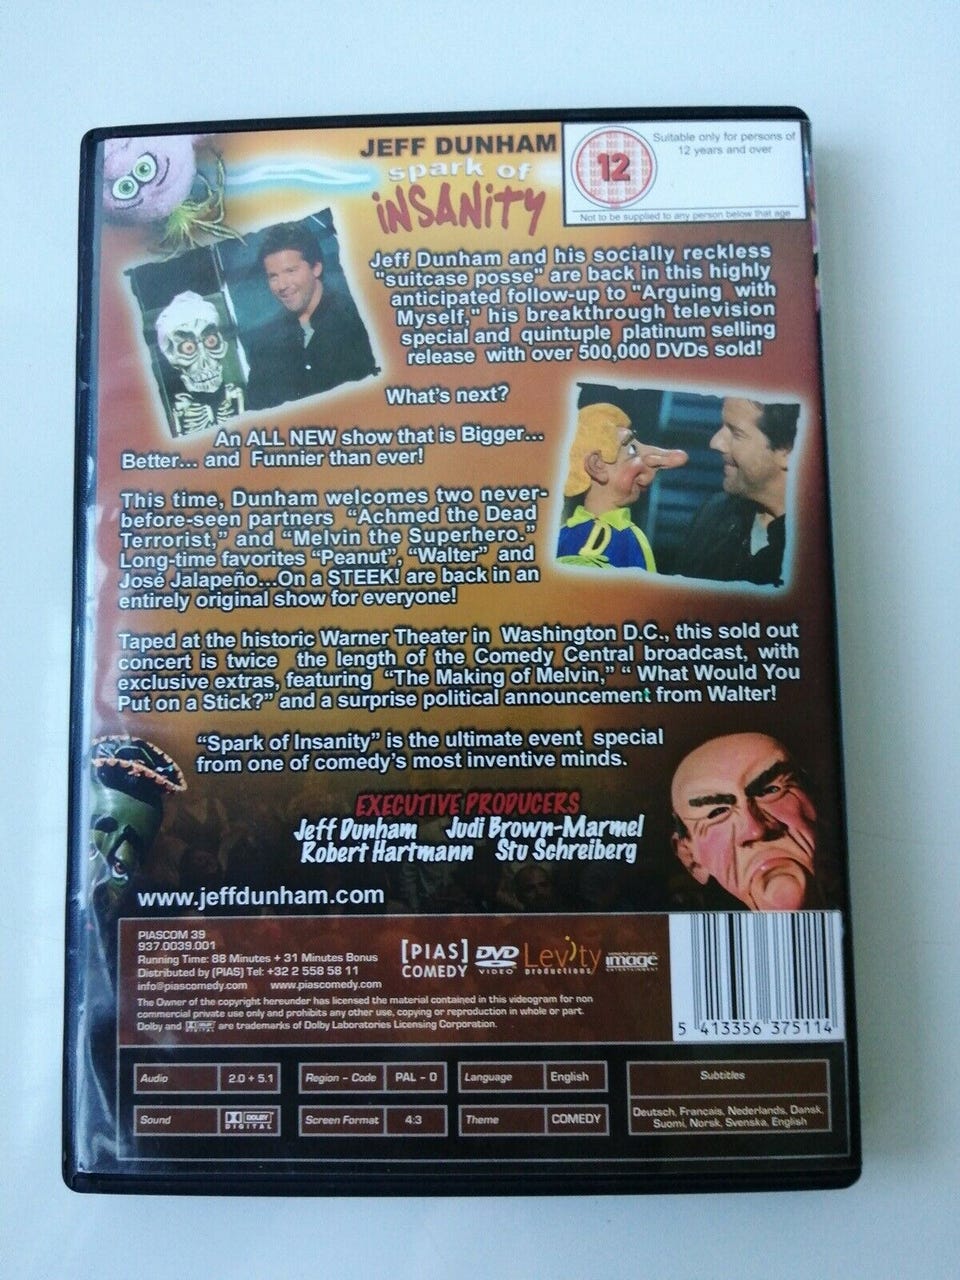 JEFF DUNHAM
spark of
iNSANiTY
12
Suitable only for persons of
12 years and over
Not to be supplied to any person below that age
Jeff Dunham and his socially reckless
"suitcase posse" are back in this highly
anticipated follow-up to "Arguing with
Myself," his breakthrough television
special and quintuple platinum selling
release with over 500,000 DVDs sold!
What's next?
An ALL NEW show that is Bigger...
Better... and Funnier than ever!
This time, Dunham welcomes two never-
before-seen partners “Achmed the Dead
Terrorist,” and “Melvin the Superhero.”
Long-time favorites “Peanut”, “Walter” and
José Jalapeño...On a STEEK! are back in an
entirely original show for everyone!
D
Taped at the historic Warner Theater in Washington D.C., this sold out
concert is twice the length of the Comedy Central broadcast, with
exclusive extras, featuring “The Making of Melvin,” “ What Would You
Put on a Stick?” and a surprise political announcement from Walter!
“Spark of Insanity” is the ultimate event special
from one of comedy’s most inventive minds.
EXECUTIVE PRODUCERS
Jeff Dunham Judi Brown-Marmel
Robert Hartmann Stu Schreiberg
www.jeffdunham.com
PIASCOM 39
937.0039.001
Running Time: 88 Minutes + 31 Minutes Bonus
Distributed by [PIAS] Tel: +32 2 558 58 11
info@piascomedy.com www.piascomedy.com
The Owner of the copyright hereunder has licensed the material contained in this videogram for non
commercial private use only and prohibits any other use, copying or reproduction in whole or part.
Dolby and DOLBY DIGITAL are trademarks of Dolby Laboratories Licensing Corporation.
[PIAS]
COMEDY
DVD
VIDEO
Levity
productions
image
ENTERTAINMENT
5 413356 375114
Audio 2.0 + 5.1
Region - Code PAL - 0
Language English
Subtitles
Sound DOLBY DIGITAL
Screen Format 4:3
Theme COMEDY
Deutsch, Francais, Nederlands, Dansk,
Suomi, Norsk, Svenska, English